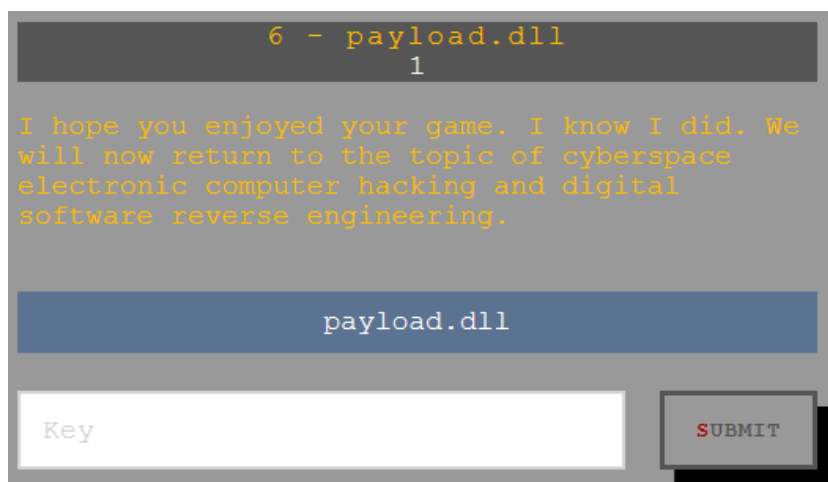 6 - payload.dll
1
I hope you enjoyed your game. I know I did. We
will now return to the topic of cyberspace
electronic computer hacking and digital
software reverse engineering.
payload.dll
Key
SUBMIT